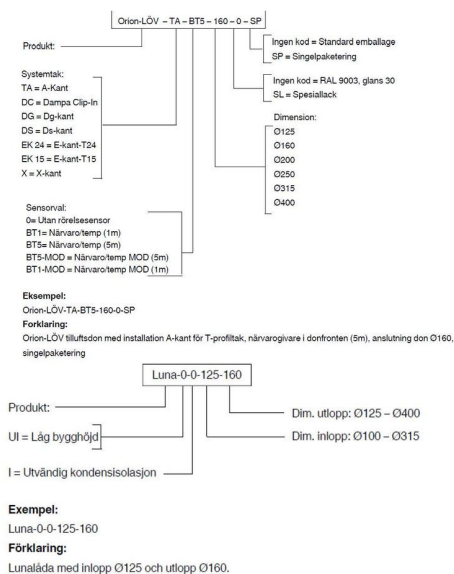 Orion-LÖV – TA – BT5 – 160 – 0 – SP
Produkt:
Ingen kod = Standard emballage
SP = Singelpaketering
Ingen kod = RAL 9003, glans 30
SL = Spesiallack
Systemtak:
TA = A-Kant
DC = Dampa Clip-In
DG = Dg-kant
DS = Ds-kant
EK 24 = E-kant-T24
EK 15 = E-kant-T15
X = X-kant
Dimension:
Ø125
Ø160
Ø200
Ø250
Ø315
Ø400
Sensorval:
0= Utan rörelsesensor
BT1= Närvaro/temp (1m)
BT5= Närvaro/temp (5m)
BT5-MOD = Närvaro/temp MOD (5m)
BT1-MOD = Närvaro/temp MOD (1m)
Eksempel:
Orion-LÖV-TA-BT5-160-0-SP
Forklaring:
Orion-LÖV tilluftsdon med installation A-kant för T-profiltak, närvarogivare i donfronten (5m), anslutning don Ø160,
singelpaketering
Luna-0-0-125-160
Produkt:
UI = Låg bygghöjd
I = Utvändig kondensisolasjon
Dim. utlopp: Ø125 – Ø400
Dim. inlopp: Ø100 – Ø315
Exempel:
Luna-0-0-125-160
Förklaring:
Lunalåda med inlopp Ø125 och utlopp Ø160.